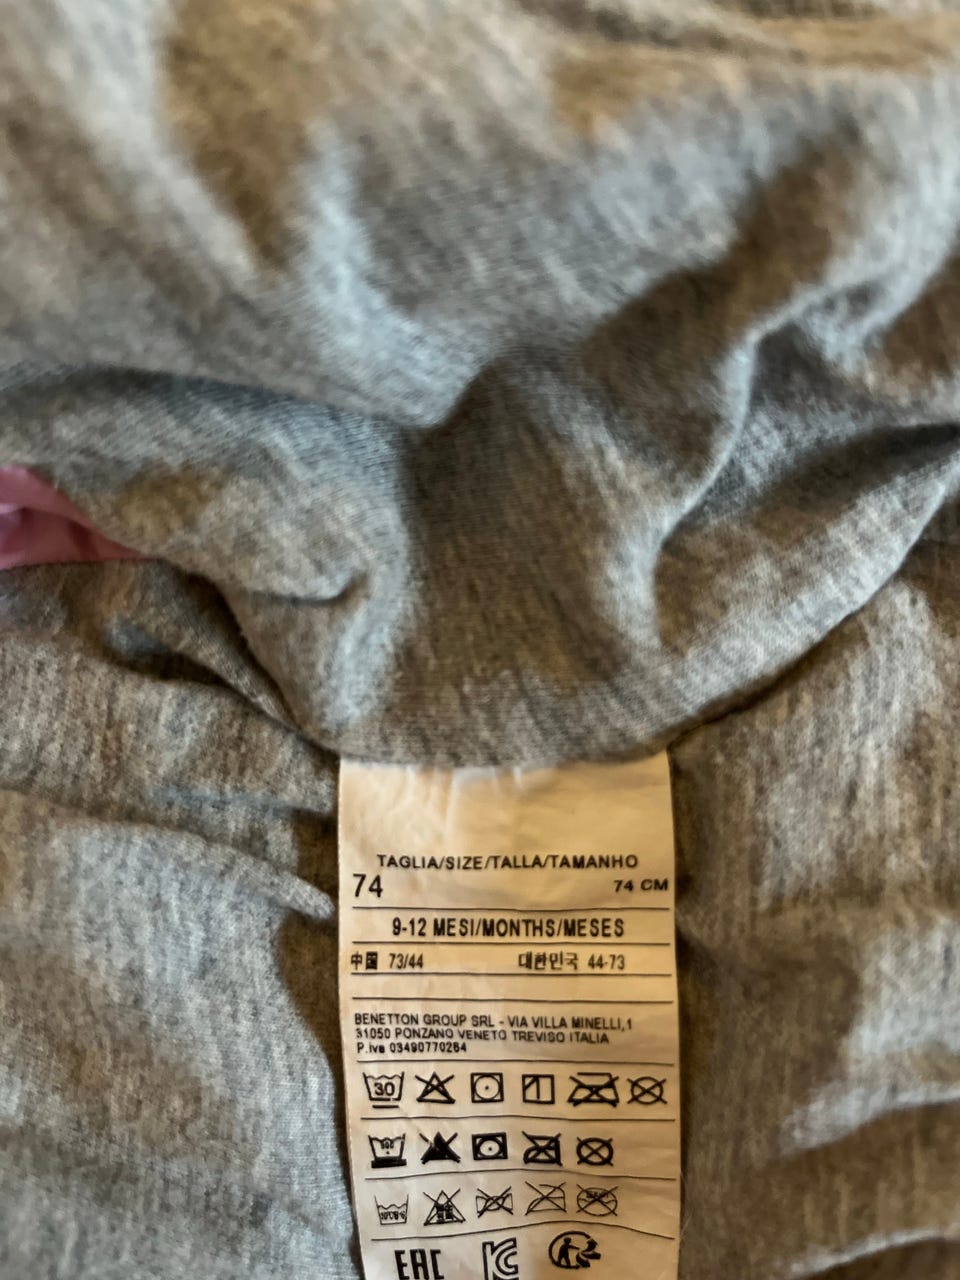 TAGLIA/SIZE/TALLA/TAMANHO
74 74 CM
9-12 MESI/MONTHS/MESES
中国 73/44 대한민국 44-73
BENETTON GROUP SRL - VIA VILLA MINELLI,1
31050 PONZANO VENETO TREVISO ITALIA
P.iva 03490770264
30
EAC